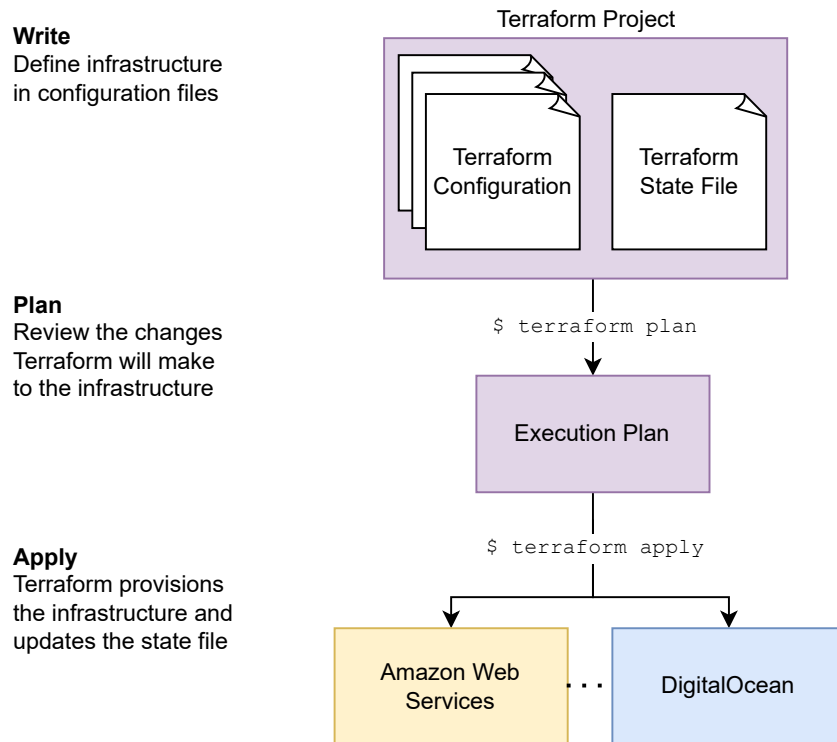 Terraform Project
Write
Define infrastructure
in configuration files
Terraform
Configuration
Terraform
State File
Plan
Review the changes
Terraform will make
to the infrastructure
$ terraform plan
Execution Plan
Apply
Terraform provisions
the infrastructure and
updates the state file
$ terraform apply
Amazon Web
Services
...
DigitalOcean